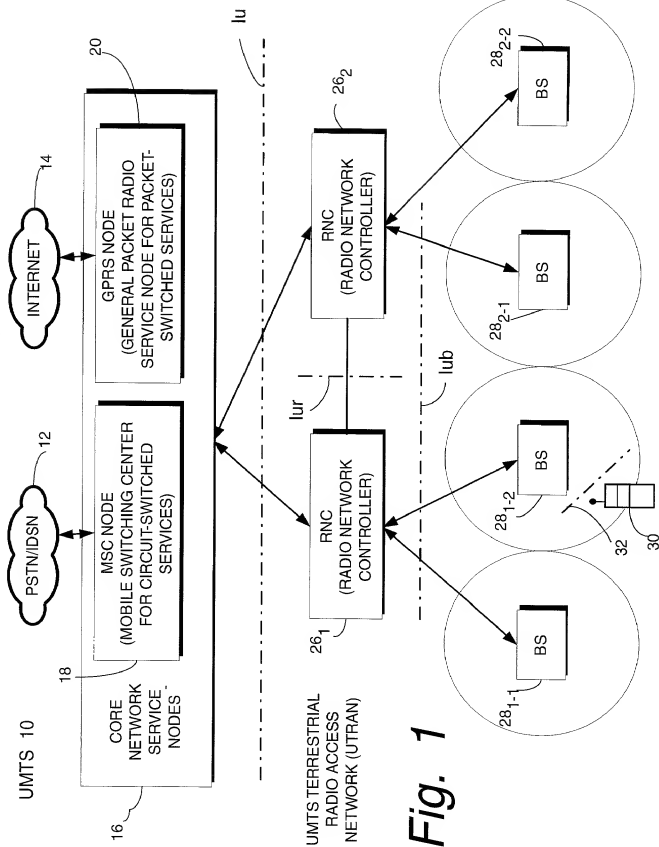 UMTS 10
12
PSTN/IDSN
14
INTERNET
16
CORE
NETWORK
SERVICE
NODES
18
MSC NODE
(MOBILE SWITCHING CENTER
FOR CIRCUIT-SWITCHED
SERVICES)
20
GPRS NODE
(GENERAL PACKET RADIO
SERVICE NODE FOR PACKET-
SWITCHED SERVICES)
Iu
UMTS TERRESTRIAL
RADIO ACCESS
NETWORK (UTRAN)
26₁
RNC
(RADIO NETWORK
CONTROLLER)
Iur
26₂
RNC
(RADIO NETWORK
CONTROLLER)
Iub
28₁₋₁
BS
28₁₋₂
BS
28₂₋₁
BS
28₂₋₂
BS
32
30
Fig. 1